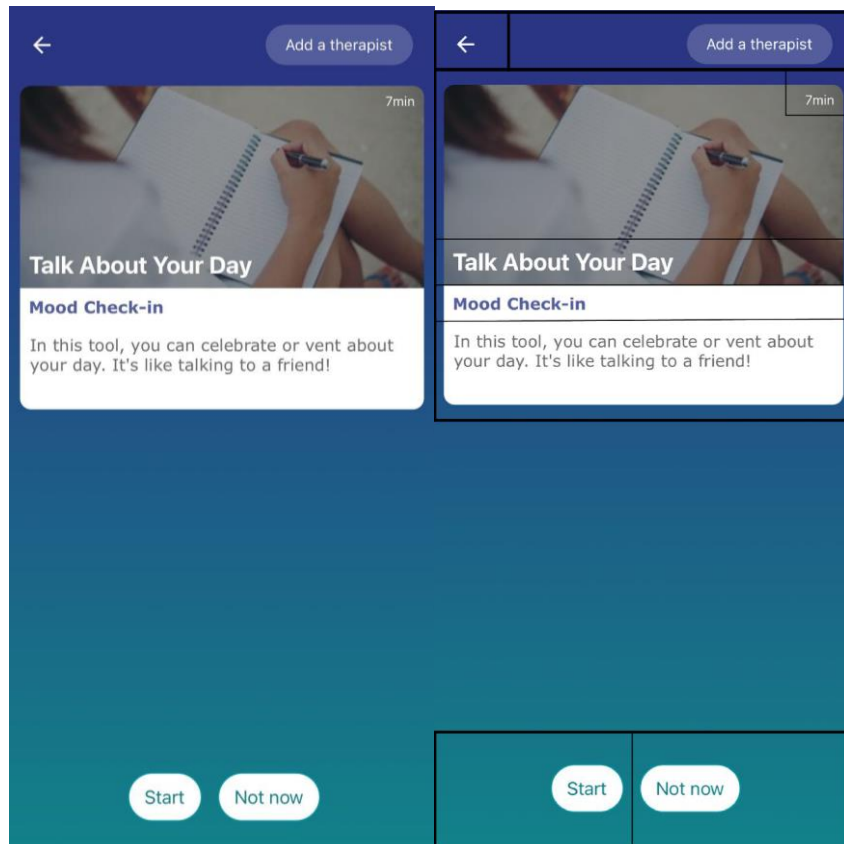 Add a therapist
7min
Talk About Your Day
Mood Check-in
In this tool, you can celebrate or vent about
your day. It's like talking to a friend!
Start
Not now
Add a therapist
7min
Talk About Your Day
Mood Check-in
In this tool, you can celebrate or vent about
your day. It's like talking to a friend!
Start
Not now